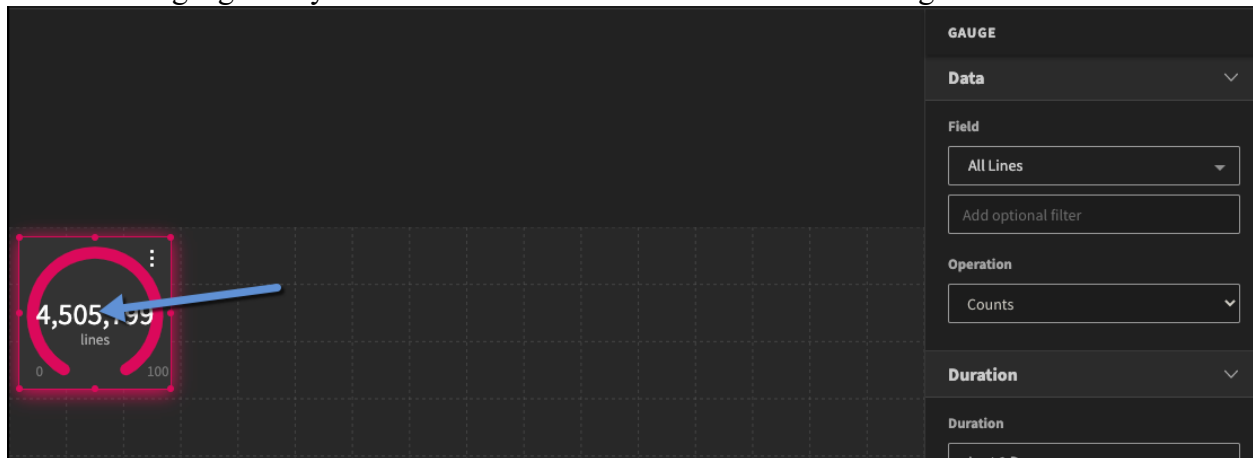 GAUGE
Data
Field
All Lines
Add optional filter
Operation
Counts
Duration
Duration
lines
0
100